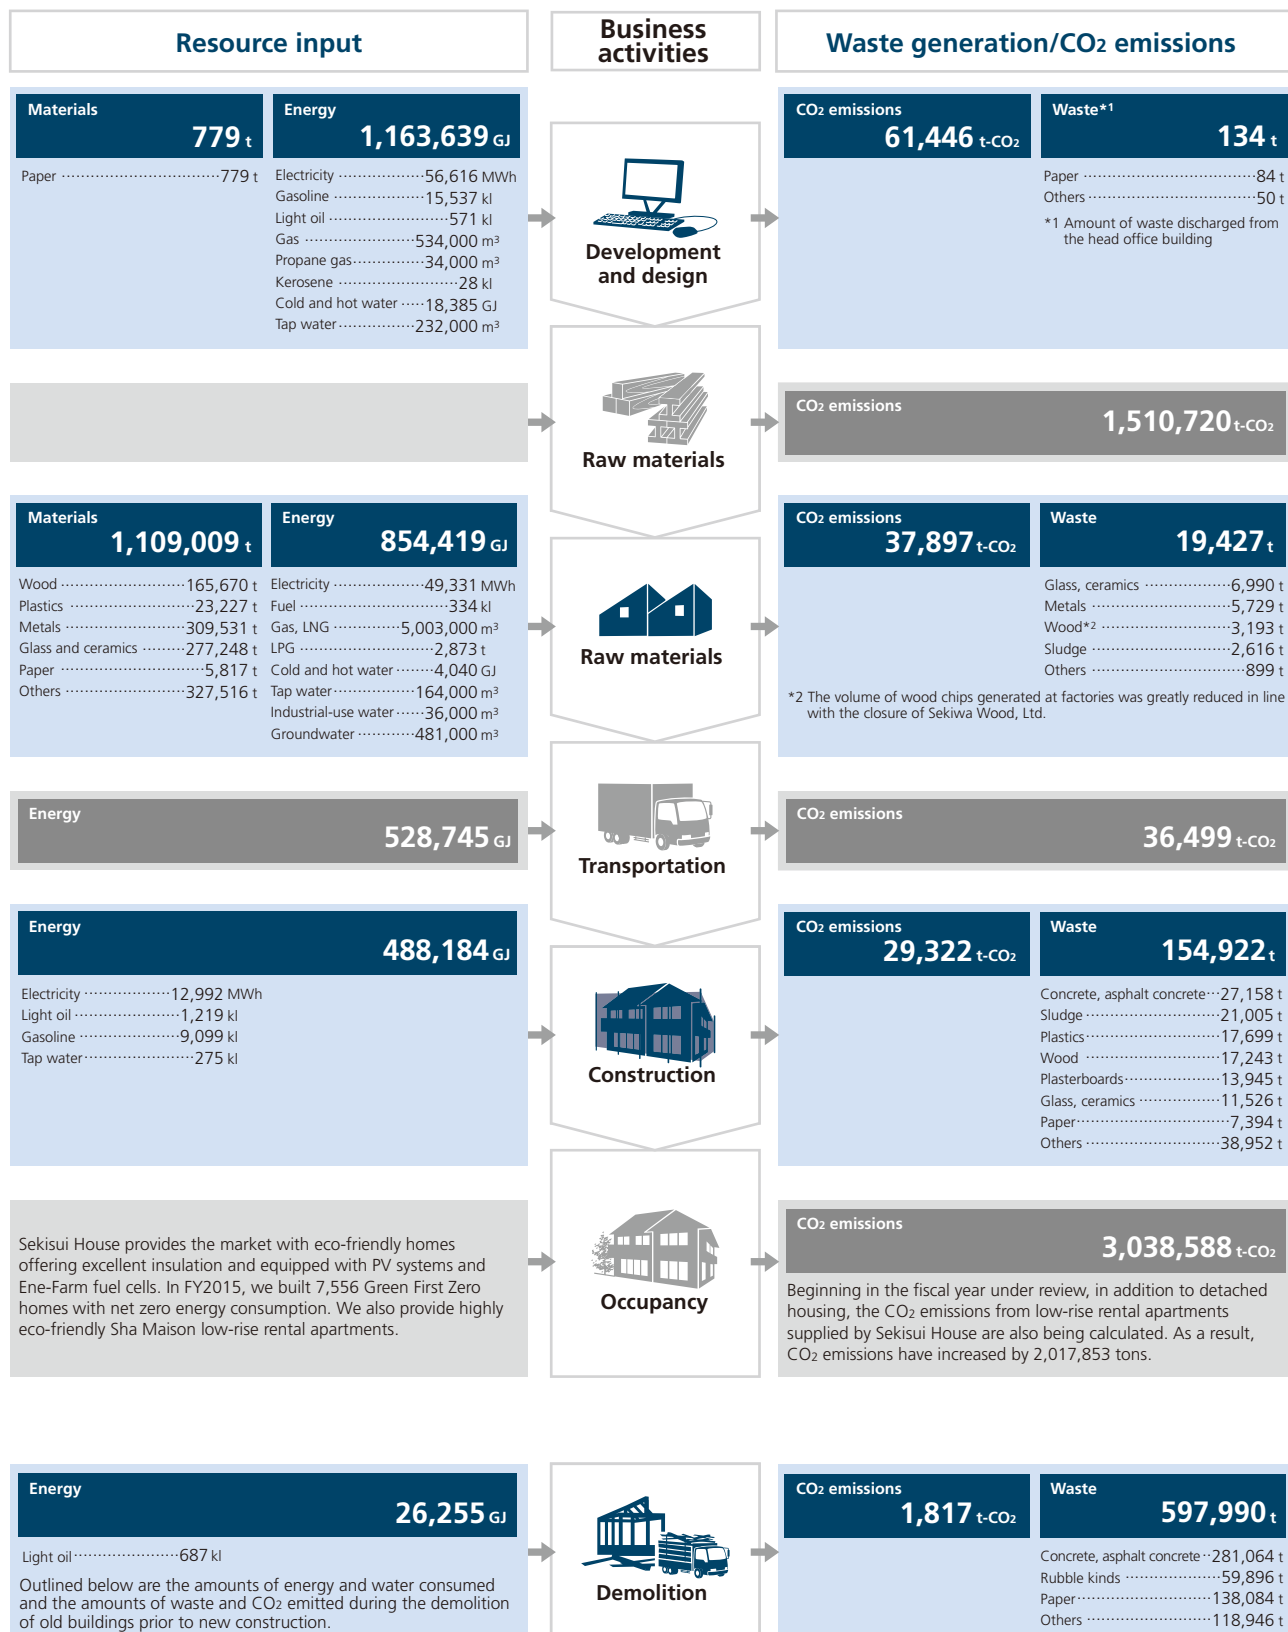 Resource input
Business
activities
Waste generation/CO2 emissions
Materials
779 t
Energy
1,163,639 GJ
Paper 779 t
Electricity 56,616 MWh
Gasoline 15,537 kl
Light oil 571 kl
Gas 534,000 m3
Propane gas 34,000 m3
Kerosene 28 kl
Cold and hot water 18,385 GJ
Tap water 232,000 m3
Development
and design
CO2 emissions
61,446 t-CO2
Waste*1
134 t
Paper 84 t
Others 50 t
*1 Amount of waste discharged from
the head office building
Raw materials
CO2 emissions
1,510,720 t-CO2
Materials
1,109,009 t
Energy
854,419 GJ
Wood 165,670 t
Plastics 23,227 t
Metals 309,531 t
Glass and ceramics 277,248 t
Paper 5,817 t
Others 327,516 t
Electricity 49,331 MWh
Fuel 334 kl
Gas, LNG 5,003,000 m3
LPG 2,873 t
Cold and hot water 4,040 GJ
Tap water 164,000 m3
Industrial-use water 36,000 m3
Groundwater 481,000 m3
Raw materials
CO2 emissions
37,897 t-CO2
Waste
19,427 t
Glass, ceramics 6,990 t
Metals 5,729 t
Wood*2 3,193 t
Sludge 2,616 t
Others 899 t
*2 The volume of wood chips generated at factories was greatly reduced in line
with the closure of Sekiwa Wood, Ltd.
Energy
528,745 GJ
Transportation
CO2 emissions
36,499 t-CO2
Energy
488,184 GJ
Electricity 12,992 MWh
Light oil 1,219 kl
Gasoline 9,099 kl
Tap water 275 kl
Construction
CO2 emissions
29,322 t-CO2
Waste
154,922 t
Concrete, asphalt concrete 27,158 t
Sludge 21,005 t
Plastics 17,699 t
Wood 17,243 t
Plasterboards 13,945 t
Glass, ceramics 11,526 t
Paper 7,394 t
Others 38,952 t
Sekisui House provides the market with eco-friendly homes
offering excellent insulation and equipped with PV systems and
Ene-Farm fuel cells. In FY2015, we built 7,556 Green First Zero
homes with net zero energy consumption. We also provide highly
eco-friendly Sha Maison low-rise rental apartments.
Occupancy
CO2 emissions
3,038,588 t-CO2
Beginning in the fiscal year under review, in addition to detached
housing, the CO2 emissions from low-rise rental apartments
supplied by Sekisui House are also being calculated. As a result,
CO2 emissions have increased by 2,017,853 tons.
Energy
26,255 GJ
Light oil 687 kl
Outlined below are the amounts of energy and water consumed
and the amounts of waste and CO2 emitted during the demolition
of old buildings prior to new construction.
Demolition
CO2 emissions
1,817 t-CO2
Waste
597,990 t
Concrete, asphalt concrete 281,064 t
Rubble kinds 59,896 t
Paper 138,084 t
Others 118,946 t